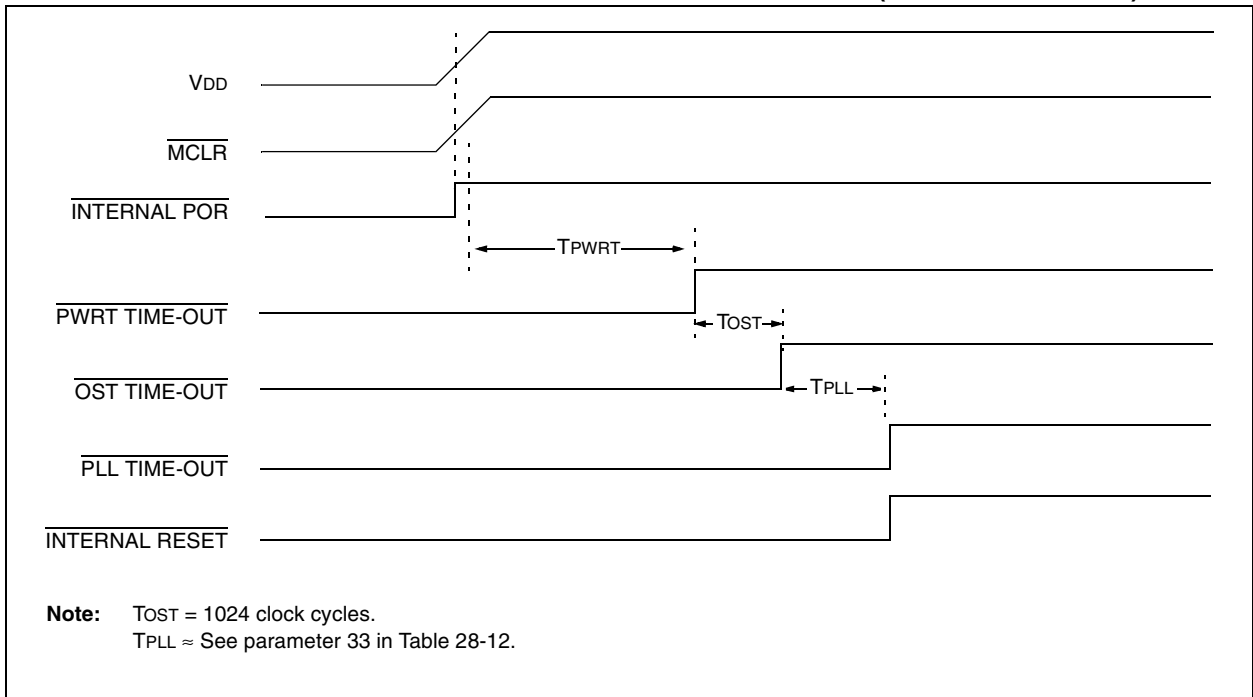 VDD
MCLR
INTERNAL POR
TPWRT
PWRT TIME-OUT
TOST
OST TIME-OUT
TPLL
PLL TIME-OUT
INTERNAL RESET
Note: TOST = 1024 clock cycles.
TPLL ≈ See parameter 33 in Table 28-12.